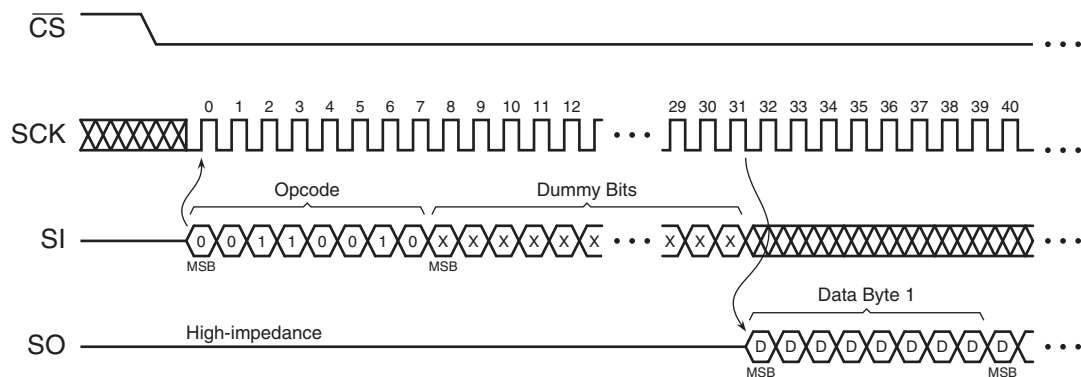 CS
0 1 2 3 4 5 6 7 8 9 10 11 12 29 30 31 32 33 34 35 36 37 38 39 40
SCK
Opcode Dummy Bits
SI 0 0 1 1 0 0 1 0 X X X X X X X X X
MSB MSB
Data Byte 1
High-impedance
SO D D D D D D D D D
MSB MSB